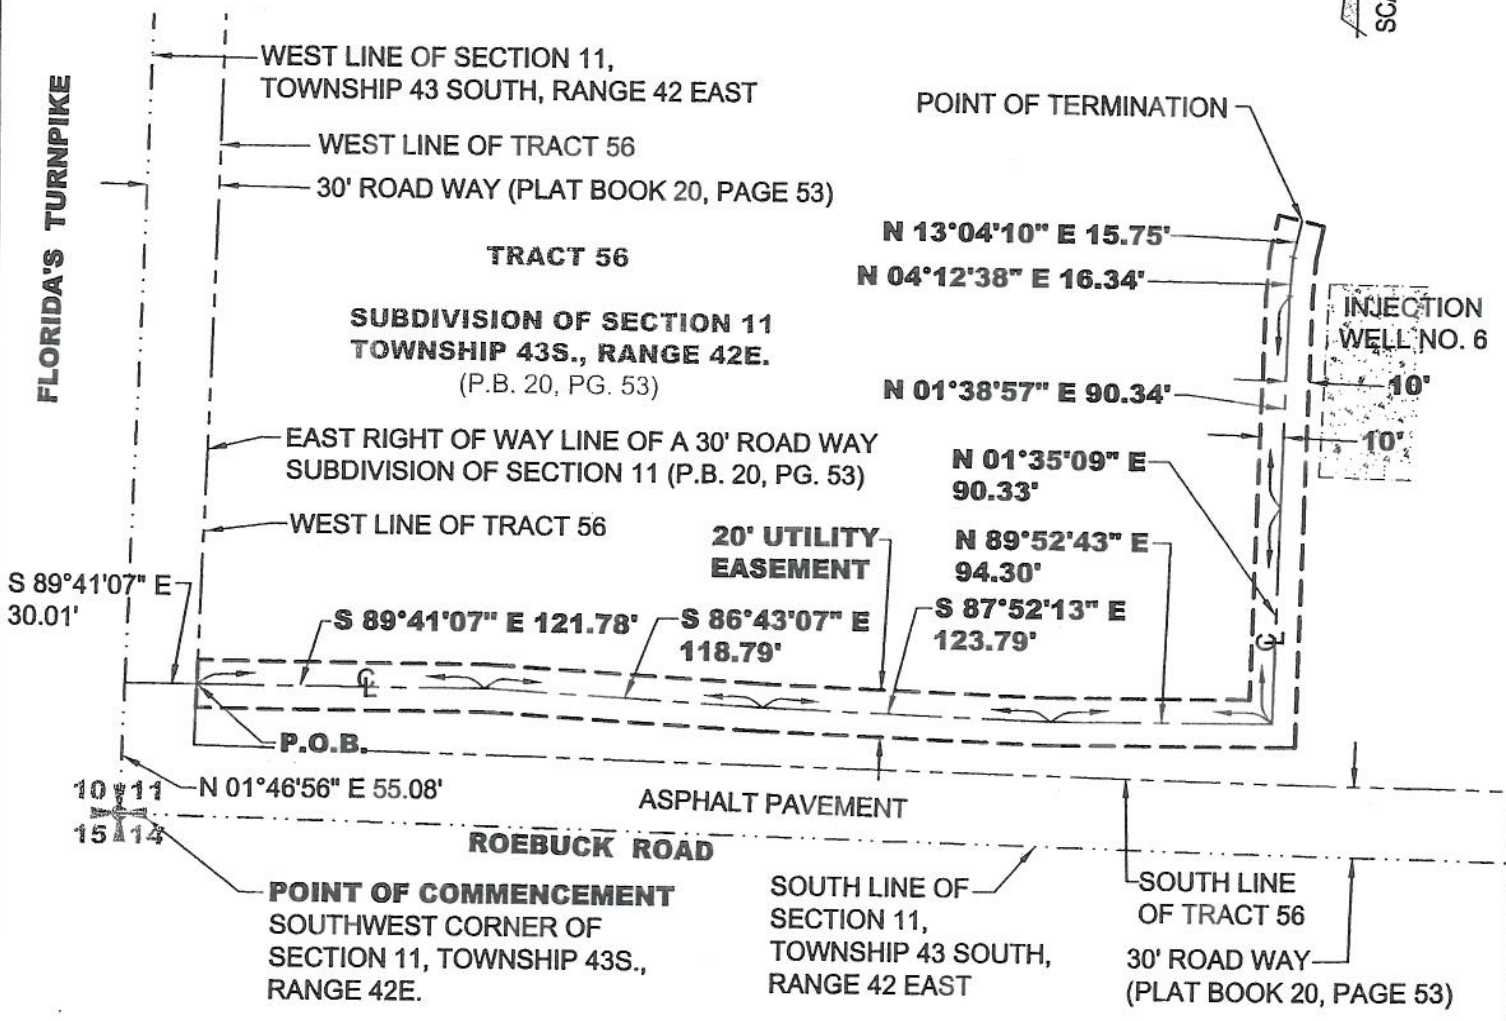 SCA
WEST LINE OF SECTION 11,
TOWNSHIP 43 SOUTH, RANGE 42 EAST
FLORIDA'S TURNPIKE
WEST LINE OF TRACT 56
30' ROAD WAY (PLAT BOOK 20, PAGE 53)
POINT OF TERMINATION
TRACT 56
SUBDIVISION OF SECTION 11
TOWNSHIP 43S., RANGE 42E.
(P.B. 20, PG. 53)
N 13°04'10" E 15.75'
N 04°12'38" E 16.34'
INJECTION
WELL NO. 6
N 01°38'57" E 90.34'
10'
10'
EAST RIGHT OF WAY LINE OF A 30' ROAD WAY
SUBDIVISION OF SECTION 11 (P.B. 20, PG. 53)
N 01°35'09" E
90.33'
WEST LINE OF TRACT 56
20' UTILITY
EASEMENT
N 89°52'43" E
94.30'
S 89°41'07" E
30.01'
S 89°41'07" E 121.78'
S 86°43'07" E
118.79'
S 87°52'13" E
123.79'
CL
CL
P.O.B.
N 01°46'56" E 55.08'
10 11
15 14
ASPHALT PAVEMENT
ROEBUCK ROAD
POINT OF COMMENCEMENT
SOUTHWEST CORNER OF
SECTION 11, TOWNSHIP 43S.,
RANGE 42E.
SOUTH LINE OF
SECTION 11,
TOWNSHIP 43 SOUTH,
RANGE 42 EAST
SOUTH LINE
OF TRACT 56
30' ROAD WAY
(PLAT BOOK 20, PAGE 53)